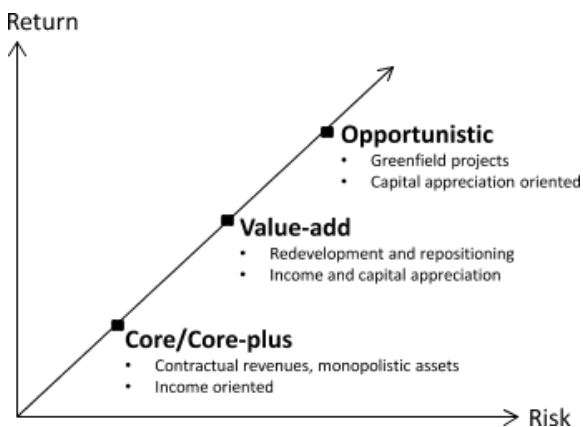 Return
Opportunistic
• Greenfield projects
• Capital appreciation oriented
Value-add
• Redevelopment and repositioning
• Income and capital appreciation
Core/Core-plus
• Contractual revenues, monopolistic assets
• Income oriented
Risk